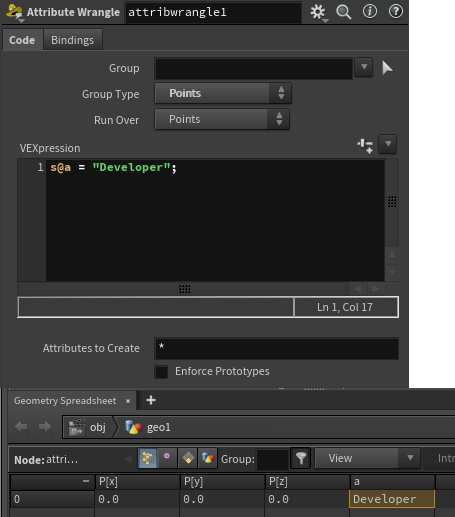 Attribute Wrangle attribwrangle1
Code Bindings
Group
Group Type Points
Run Over Points
VEXpression
1 s@a = "Developer";
Ln 1, Col 17
Attributes to Create *
Enforce Prototypes
Geometry Spreadsheet × +
obj geo1
Node: attri... Group: View Intri
P[x] P[y] P[z] a
0 0.0 0.0 0.0 Developer